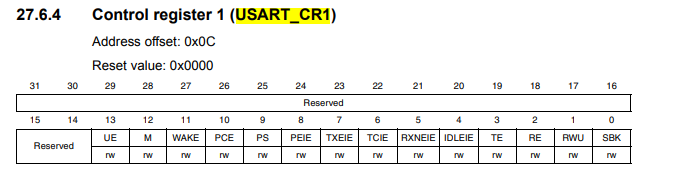 27.6.4 Control register 1 (USART_CR1)
Address offset: 0x0C
Reset value: 0x0000
31 30 29 28 27 26 25 24 23 22 21 20 19 18 17 16
Reserved
15 14 13 12 11 10 9 8 7 6 5 4 3 2 1 0
Reserved UE M WAKE PCE PS PEIE TXEIE TCIE RXNEIE IDLEIE TE RE RWU SBK
rw rw rw rw rw rw rw rw rw rw rw rw rw rw